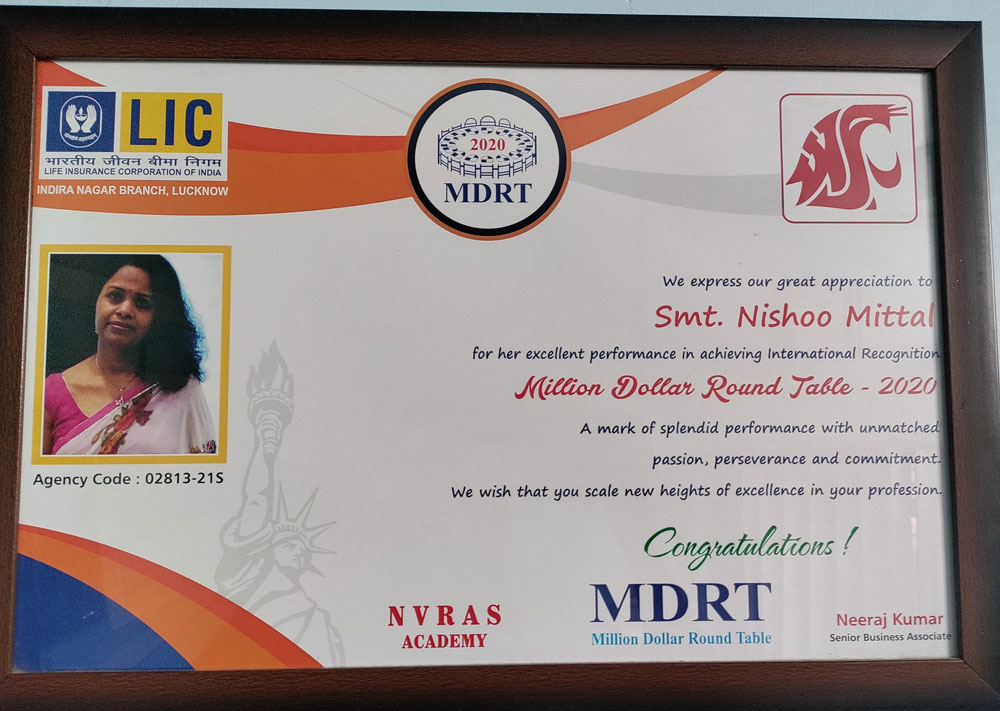 LIC
भारतीय जीवन बीमा निगम
LIFE INSURANCE CORPORATION OF INDIA
INDIRA NAGAR BRANCH, LUCKNOW
2020
MDRT
WSC
We express our great appreciation to
Smt. Nishoo Mittal
for her excellent performance in achieving International Recognition
Million Dollar Round Table - 2020
A mark of splendid performance with unmatched
passion, perseverance and commitment.
We wish that you scale new heights of excellence in your profession.
Agency Code : 02813-21S
Congratulations !
NVRAS
ACADEMY
MDRT
Million Dollar Round Table
Neeraj Kumar
Senior Business Associate